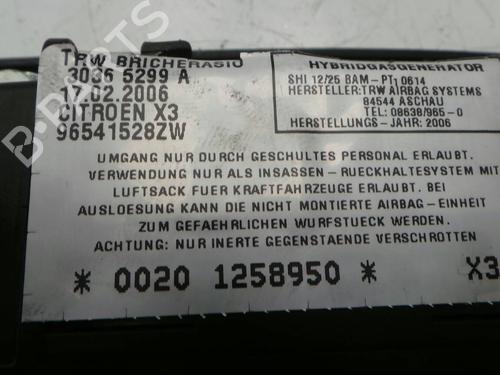 TRW BRICHERASIO
3036 5299 A
17.02.2006
CITROEN X3
96541528ZW
HYBRIDGASGENERATOR
SHI 12/25 BAM-PT1 0614
HERSTELLER:TRW AIRBAG SYSTEMS
84544 ASCHAU
TEL: 08638/965-0
HERSTELLUNGS-JAHR: 2006
UMGANG NUR DURCH GESCHULTES PERSONAL ERLAUBT.
VERWENDUNG NUR ALS INSASSEN-RUECKHALTESYSTEM MIT
LUFTSACK FUER KRAFTFAHRZEUGE ERLAUBT. BEI
AUSLOESUNG KANN DIE NICHT MONTIERTE AIRBAG-EINHEIT
ZUM GEFAEHRLICHEN WURFSTUECK WERDEN.
ACHTUNG: NUR INERTE GEGENSTAENDE VERSCHROTTEN
* 0020 1258950 * X3